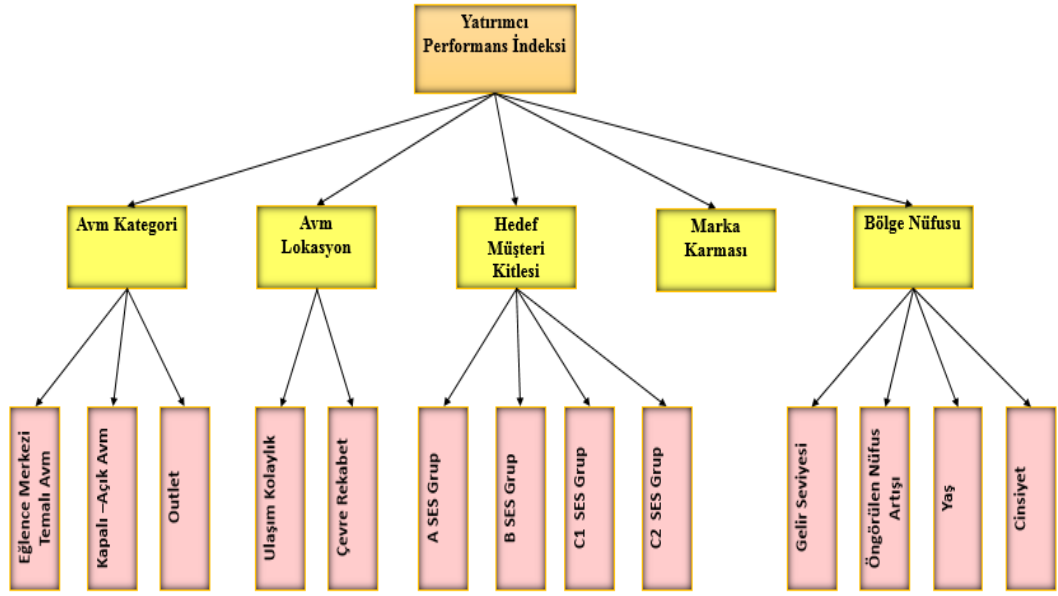 Yatırımcı
Performans İndeksi
Avm Kategori
Avm
Lokasyon
Hedef
Müşteri
Kitlesi
Marka
Karması
Bölge Nüfusu
Eğlence Merkezi
Temalı Avm
Kapalı –Açık Avm
Outlet
Ulaşım Kolaylık
Çevre Rekabet
A SES Grup
B SES Grup
C1 SES Grup
C2 SES Grup
Gelir Seviyesi
Öngörülen Nüfus
Artışı
Yaş
Cinsiyet